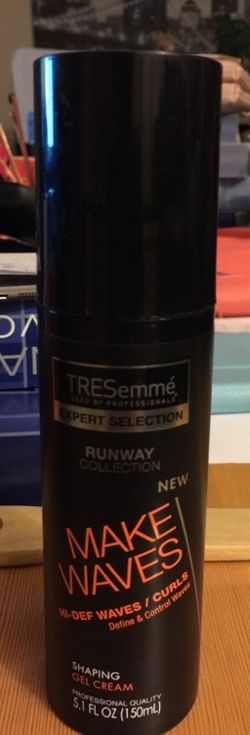 TRESemmé
USED BY PROFESSIONALS
EXPERT SELECTION
RUNWAY
COLLECTION
NEW
MAKE
WAVES
HI-DEF WAVES / CURLS
Define & Control Waves
SHAPING
GEL CREAM
PROFESSIONAL QUALITY
5.1 FL OZ (150mL)